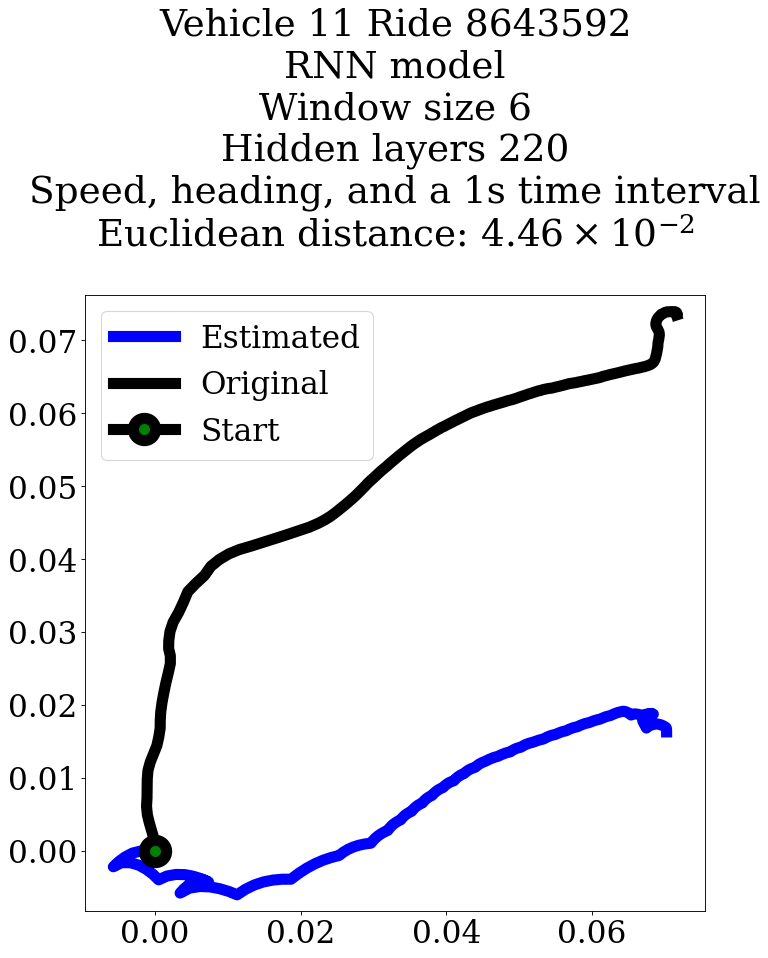 Vehicle 11 Ride 8643592
RNN model
Window size 6
Hidden layers 220
Speed, heading, and a 1s time interval
Euclidean distance: 4.46 × 10⁻²
Estimated
Original
Start
0.07
0.06
0.05
0.04
0.03
0.02
0.01
0.00
0.00 0.02 0.04 0.06